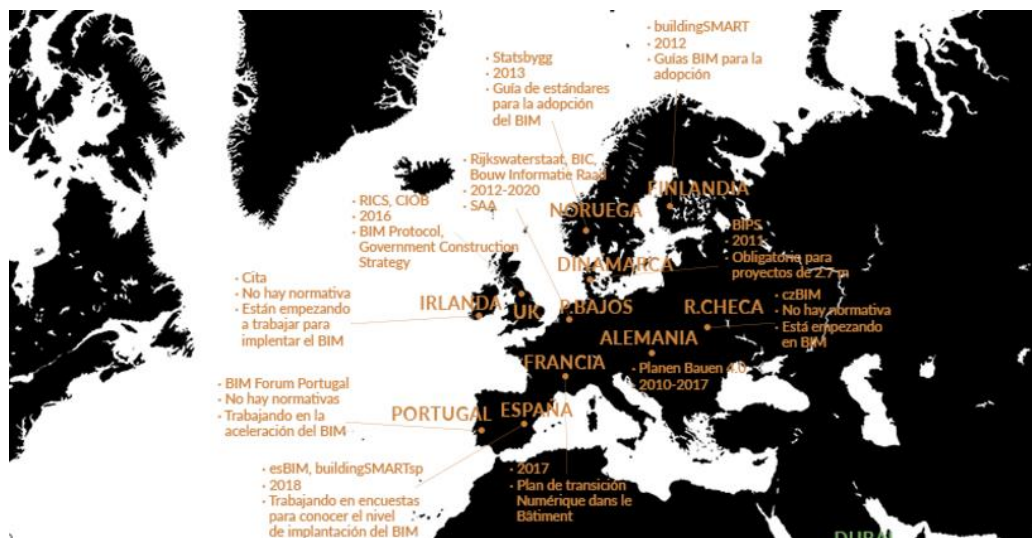 · buildingSMART
· 2012
· Guías BIM para la
adopción
· Statsbygg
· 2013
· Guía de estándares
para la adopción
del BIM
· Rijkswaterstaat, BIC,
Bouw Informatie Raad
· 2012-2020
· SAA
FINLANDIA
NORUEGA
· RICS, CIOB
· 2016
· BIM Protocol,
Government Construction
Strategy
BIPS
· 2011
· Obligatorio para
proyectos de 2.7 m
DINAMARCA
· Cita
· No hay normativa
· Están empezando
a trabajar para
implentar el BIM
IRLANDA
UK
P.BAJOS
R.CHECA
· czBIM
· No hay normativa
· Está empezando
en BIM
ALEMANIA
· Planen Bauen 4.0
· 2010-2017
FRANCIA
· BIM Forum Portugal
· No hay normativas
· Trabajando en la
aceleración del BIM
PORTUGAL
ESPAÑA
· esBIM, buildingSMARTsp
· 2018
· Trabajando en encuestas
para conocer el nivel
de implantación del BIM
· 2017
· Plan de transición
Numérique dans le
Bâtiment